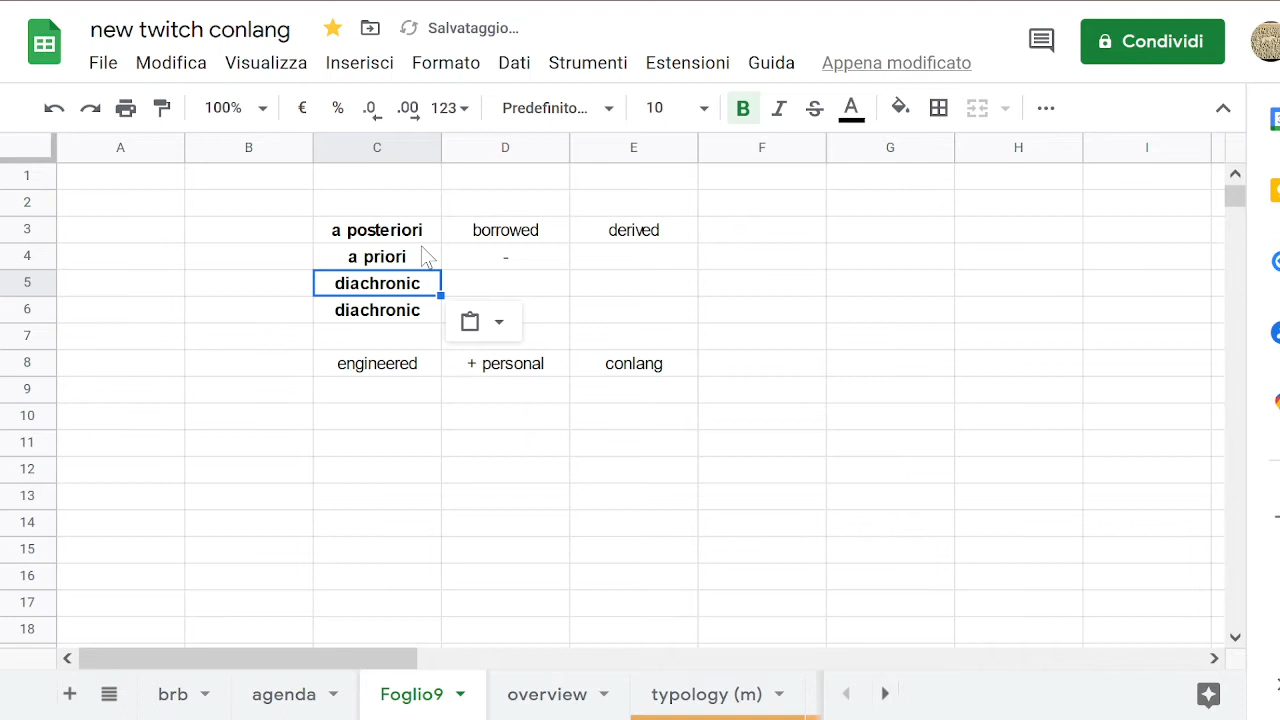 new twitch conlang Salvataggio...
File Modifica Visualizza Inserisci Formato Dati Strumenti Estensioni Guida Appena modificato
Condividi
100% € % .0 .00 123 Predefinito... 10 B I S A
A B C D E F G H I
1
2
3 a posteriori borrowed derived
4 a priori -
5 diachronic
6 diachronic
7
8 engineered + personal conlang
9
10
11
12
13
14
15
16
17
18
brb agenda Foglio9 overview typology (m)